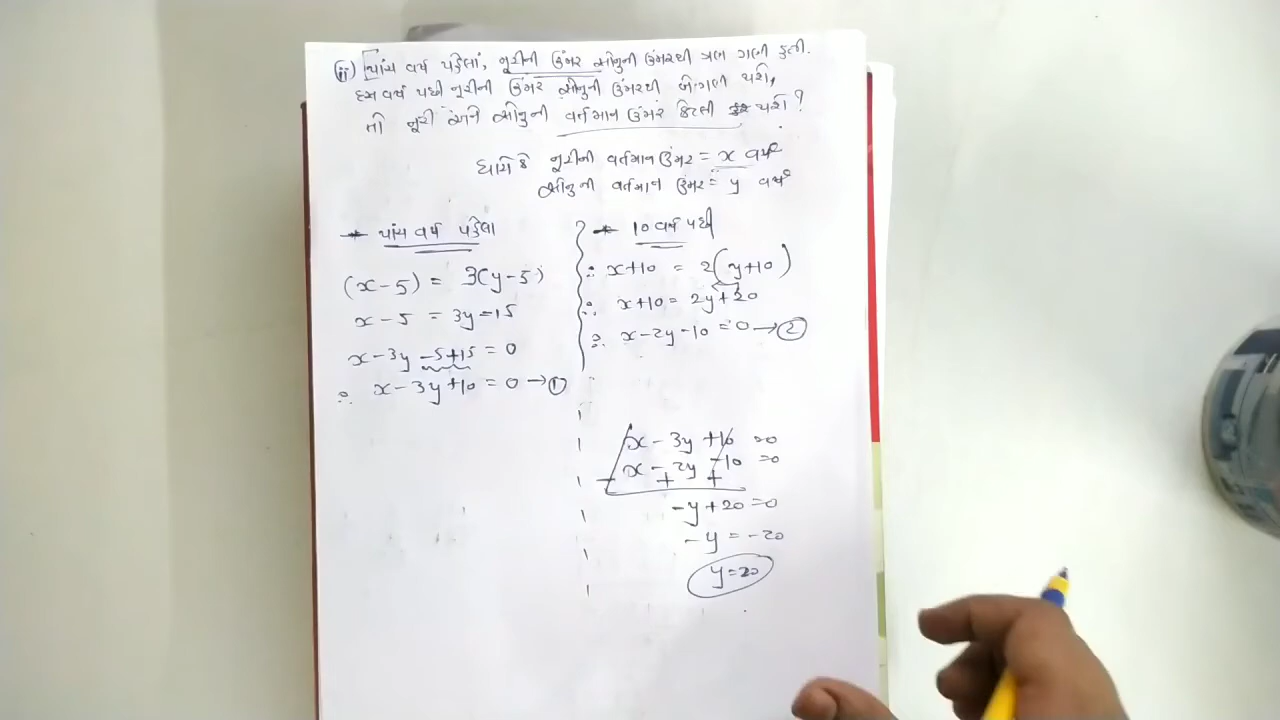 (ii) પાંચ વર્ષ પહેલાં, નૂરીની ઉંમર સોનુની ઉંમરથી ત્રણ ગણી હતી.
દસ વર્ષ પછી નૂરીની ઉંમર સોનુની ઉંમરથી બેગણી થશે,
તો નૂરી અને સોનુની વર્તમાન ઉંમર કેટલી થશે?
ધારો કે નૂરીની વર્તમાન ઉંમર = x વર્ષ
સોનુની વર્તમાન ઉંમર = y વર્ષ
* પાંચ વર્ષ પહેલા
(x-5) = 3(y-5)
x-5 = 3y-15
x-3y -5+15 = 0
∴ x-3y+10 = 0 → ①
* 10 વર્ષ પછી
∴ x+10 = 2(y+10)
∴ x+10 = 2y+20
∴ x-2y-10 = 0 → ②
x - 3y + 10 = 0
x - 2y - 10 = 0
- + +
-y + 20 = 0
-y = -20
y = 20